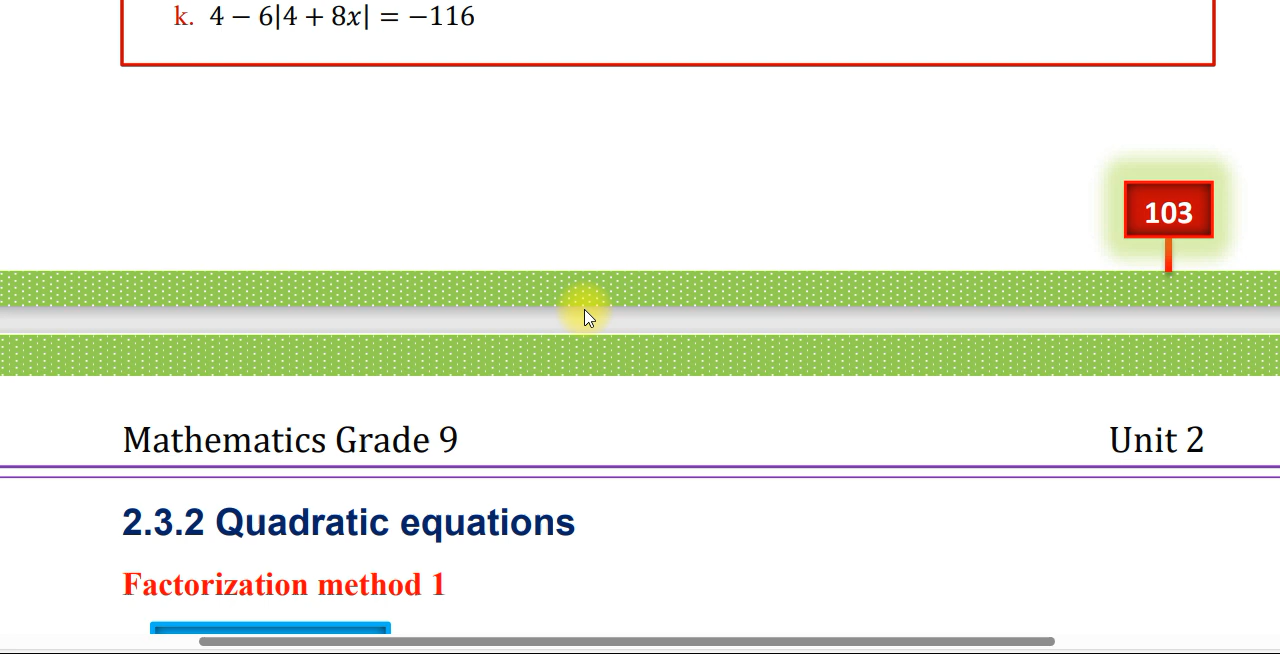 k. 4 − 6|4 + 8x| = −116
103
Mathematics Grade 9 Unit 2
2.3.2 Quadratic equations
Factorization method 1